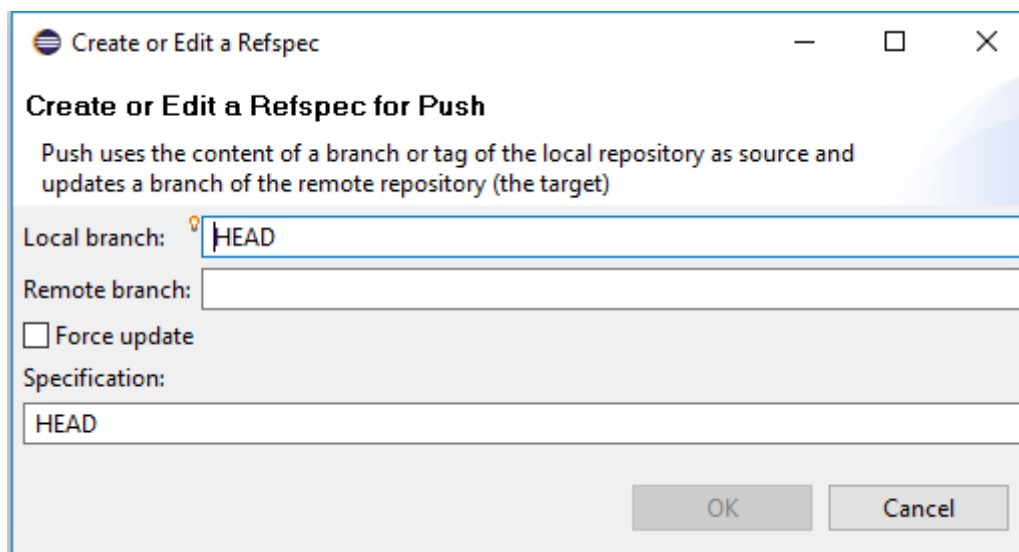 Create or Edit a Refspec
Create or Edit a Refspec for Push
Push uses the content of a branch or tag of the local repository as source and
updates a branch of the remote repository (the target)
Local branch: HEAD
Remote branch:
Force update
Specification:
HEAD
OK Cancel